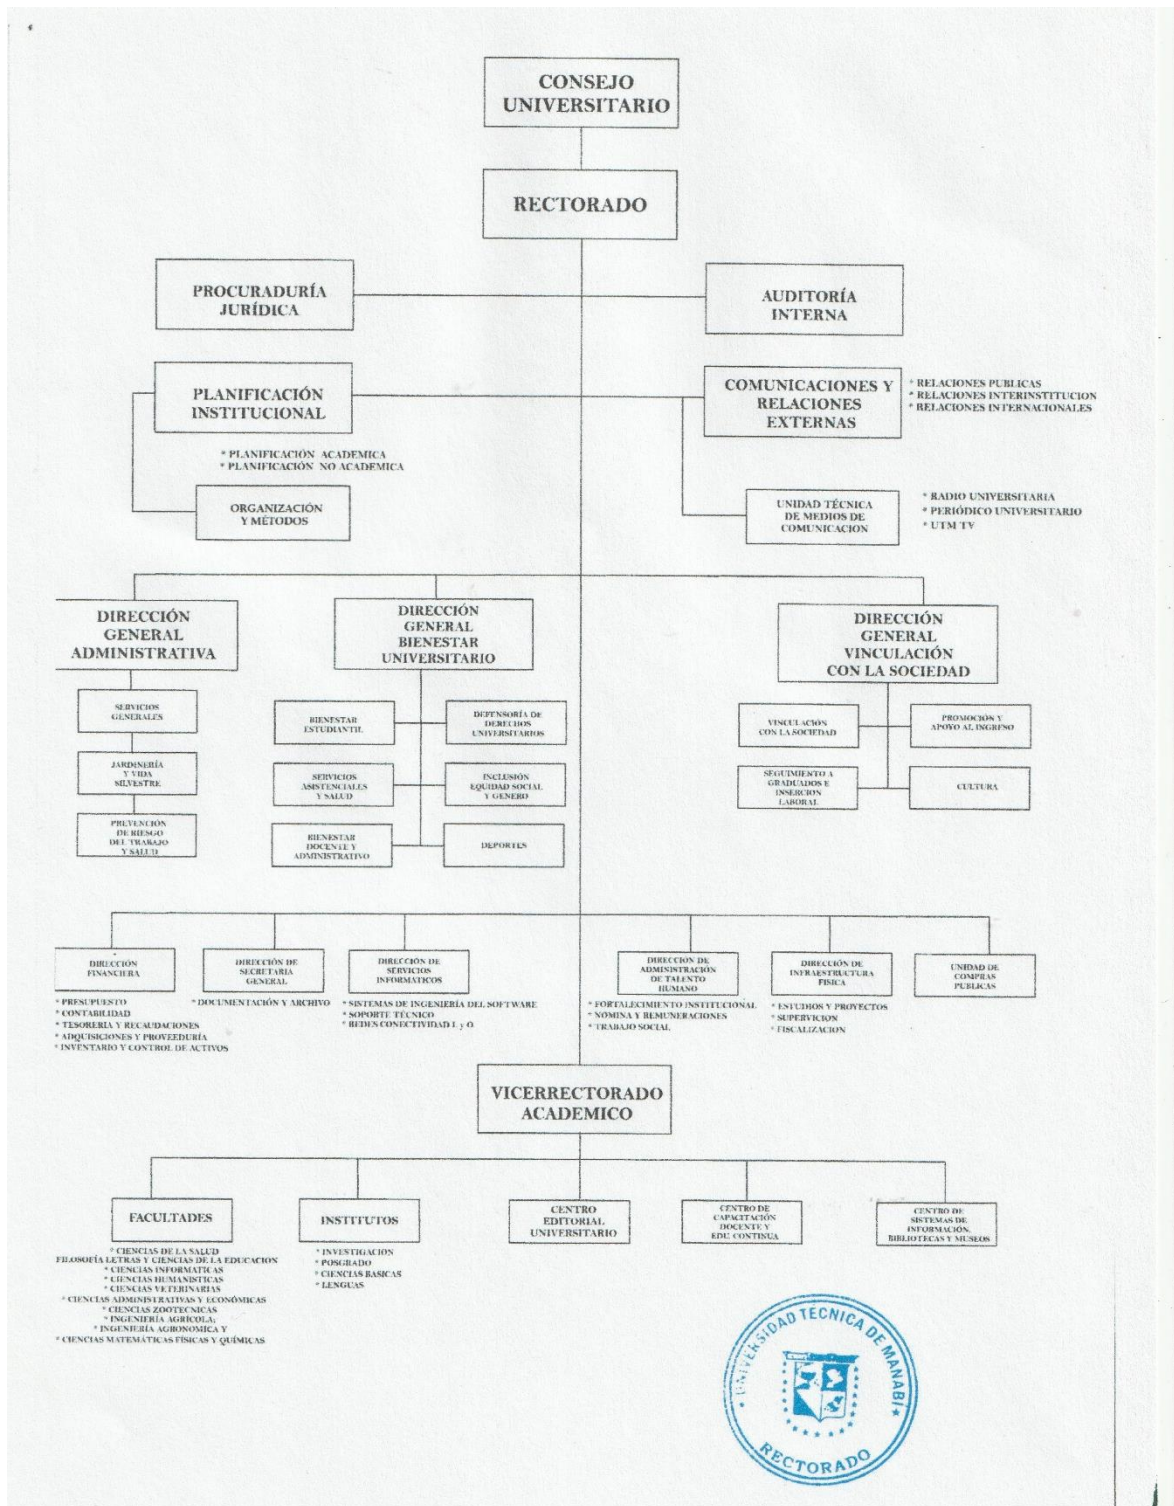 CONSEJO
UNIVERSITARIO
RECTORADO
PROCURADURÍA
JURÍDICA
AUDITORÍA
INTERNA
PLANIFICACIÓN
INSTITUCIONAL
* PLANIFICACIÓN ACADEMICA
* PLANIFICACIÓN NO ACADEMICA
COMUNICACIONES Y
RELACIONES
EXTERNAS
* RELACIONES PUBLICAS
* RELACIONES INTERINSTITUCION
* RELACIONES INTERNACIONALES
ORGANIZACIÓN
Y MÉTODOS
UNIDAD TÉCNICA
DE MEDIOS DE
COMUNICACION
* RADIO UNIVERSITARIA
* PERIÓDICO UNIVERSITARIO
* UTM TV
DIRECCIÓN
GENERAL
ADMINISTRATIVA
SERVICIOS
GENERALES
JARDINERÍA
Y VIDA
SILVESTRE
PREVENCIÓN
DE RIESGO
DEL TRABAJO
Y SALUD
DIRECCIÓN
GENERAL
BIENESTAR
UNIVERSITARIO
BIENESTAR
ESTUDIANTIL
DEFENSORÍA DE
DERECHOS
UNIVERSITARIOS
SERVICIOS
ASISTENCIALES
Y SALUD
INCLUSIÓN
EQUIDAD SOCIAL
Y GENERO
BIENESTAR
DOCENTE Y
ADMINISTRATIVO
DEPORTES
DIRECCIÓN
GENERAL
VINCULACIÓN
CON LA SOCIEDAD
VINCULACIÓN
CON LA SOCIEDAD
PROMOCIÓN Y
APOYO AL INGRESO
SEGUIMIENTO A
GRADUADOS E
INSERCION
LABORAL
CULTURA
DIRECCIÓN
FINANCIERA
* PRESUPUESTO
* CONTABILIDAD
* TESORERIA Y RECAUDACIONES
* ADQUISICIONES Y PROVEEDURÍA
* INVENTARIO Y CONTROL DE ACTIVOS
DIRECCIÓN DE
SECRETARIA
GENERAL
* DOCUMENTACIÓN Y ARCHIVO
DIRECCIÓN DE
SERVICIOS
INFORMATICOS
* SISTEMAS DE INGENIERÍA DEL SOFTWARE
* SOPORTE TÉCNICO
* REDES CONECTIVIDAD I. y O
DIRECCION DE
ADMINISTRACIÓN
DE TALENTO
HUMANO
* FORTALECIMIENTO INSTITUCIONAL
* NOMINA Y REMUNERACIONES
* TRABAJO SOCIAL
DIRECCIÓN DE
INFRAESTRUCTURA
FISICA
* ESTUDIOS Y PROYECTOS
* SUPERVICION
* FISCALIZACION
UNIDAD DE
COMPRAS
PUBLICAS
VICERRECTORADO
ACADEMICO
FACULTADES
* CIENCIAS DE LA SALUD
FILOSOFÍA LETRAS Y CIENCIAS DE LA EDUCACION
* CIENCIAS INFORMATICAS
* CIENCIAS HUMANISTICAS
* CIENCIAS VETERINARIAS
* CIENCIAS ADMINISTRATIVAS Y ECONÓMICAS
* CIENCIAS ZOOTECNICAS
* INGENIERÍA AGRÍCOLA;
* INGENIERÍA AGRONOMICA Y
* CIENCIAS MATEMÁTICAS FÍSICAS Y QUÍMICAS
INSTITUTOS
* INVESTIGACION
* POSGRADO
* CIENCIAS BASICAS
* LENGUAS
CENTRO
EDITORIAL
UNIVERSITARIO
CENTRO DE
CAPACITACIÓN
DOCENTE Y
EDU. CONTINUA
CENTRO DE
SISTEMAS DE
INFORMACIÓN,
BIBLIOTECAS Y MUSEOS
UNIVERSIDAD TÉCNICA DE MANABÍ
RECTORADO